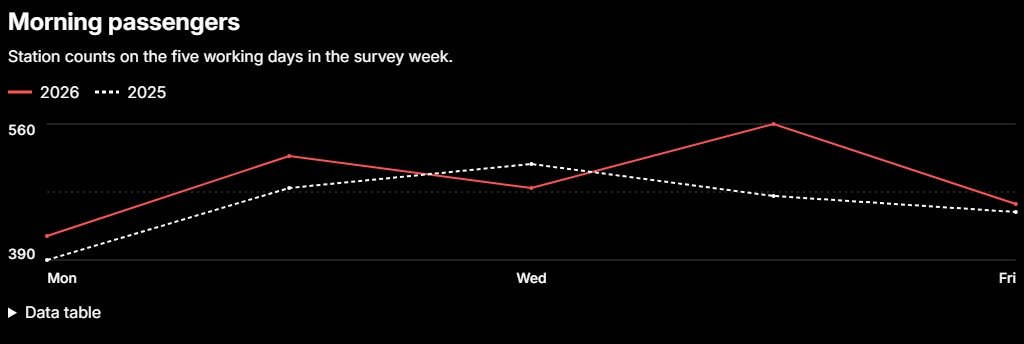 Morning passengers
Station counts on the five working days in the survey week.
2026 2025
560
390
Mon Wed Fri
Data table